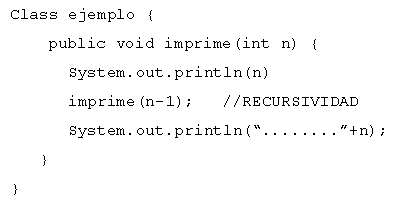 Class ejemplo {
public void imprime(int n) {
System.out.println(n)
imprime(n-1); //RECURSIVIDAD
System.out.println(“........”+n);
}
}